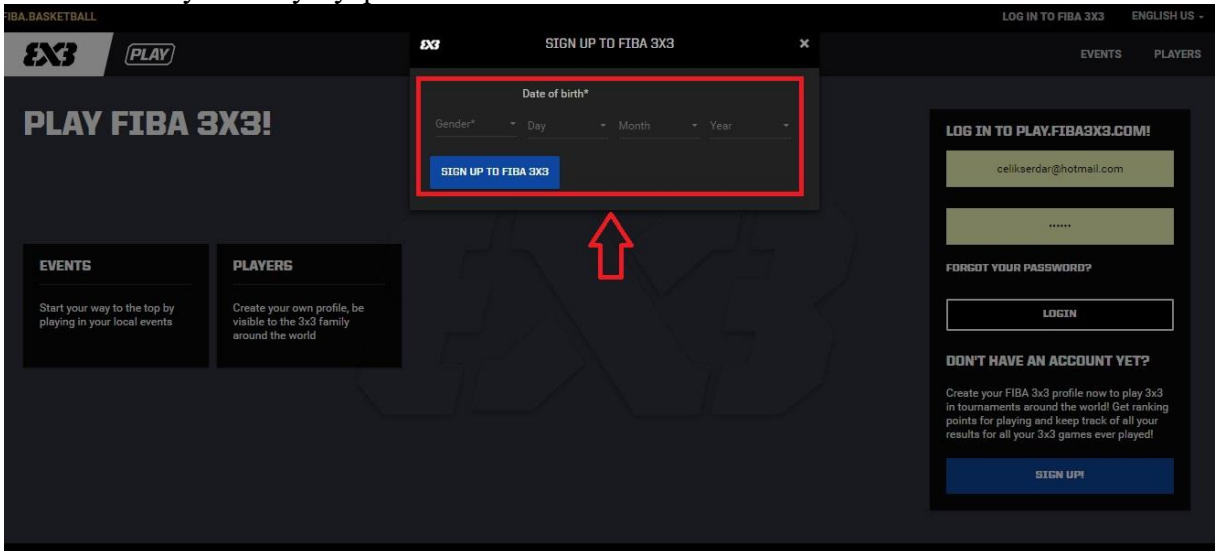 FIBA.BASKETBALL
LOG IN TO FIBA 3X3 ENGLISH US
3X3 PLAY
SIGN UP TO FIBA 3X3 ×
EVENTS PLAYERS
PLAY FIBA 3X3!
Date of birth*
Gender* Day Month Year
SIGN UP TO FIBA 3X3
EVENTS
Start your way to the top by
playing in your local events
PLAYERS
Create your own profile, be
visible to the 3x3 family
around the world
LOG IN TO PLAY.FIBA3X3.COM!
celikserdar@hotmail.com
······
FORGOT YOUR PASSWORD?
LOGIN
DON'T HAVE AN ACCOUNT YET?
Create your FIBA 3x3 profile now to play 3x3
in tournaments around the world! Get ranking
points for playing and keep track of all your
results for all your 3x3 games ever played!
SIGN UP!